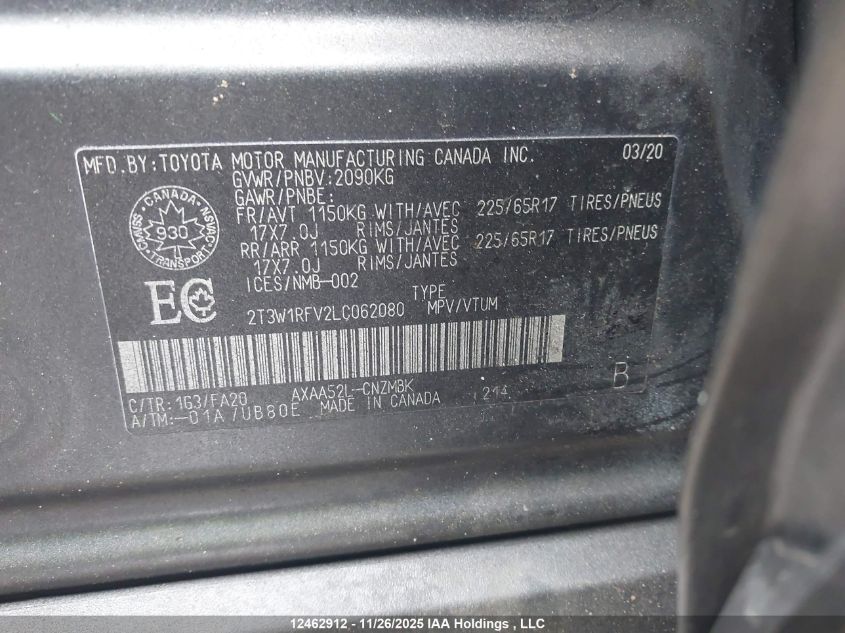 MFD.BY:TOYOTA MOTOR MANUFACTURING CANADA INC. 03/20
GVWR/PNBV:2090KG
GAWR/PNBE:
FR/AVT 1150KG WITH/AVEC 225/65R17 TIRES/PNEUS
17X7.0J RIMS/JANTES
RR/ARR 1150KG WITH/AVEC 225/65R17 TIRES/PNEUS
17X7.0J RIMS/JANTES
ICES/NMB-002
CANADA
930
TRANSPORT
EC
TYPE
2T3W1RFV2LC062080 MPV/VTUM
C/TR:1G3/FA20 AXAA52L-CNZMBK 214 B
A/TM:-01A/UB80E MADE IN CANADA
12462912 - 11/26/2025 IAA Holdings , LLC